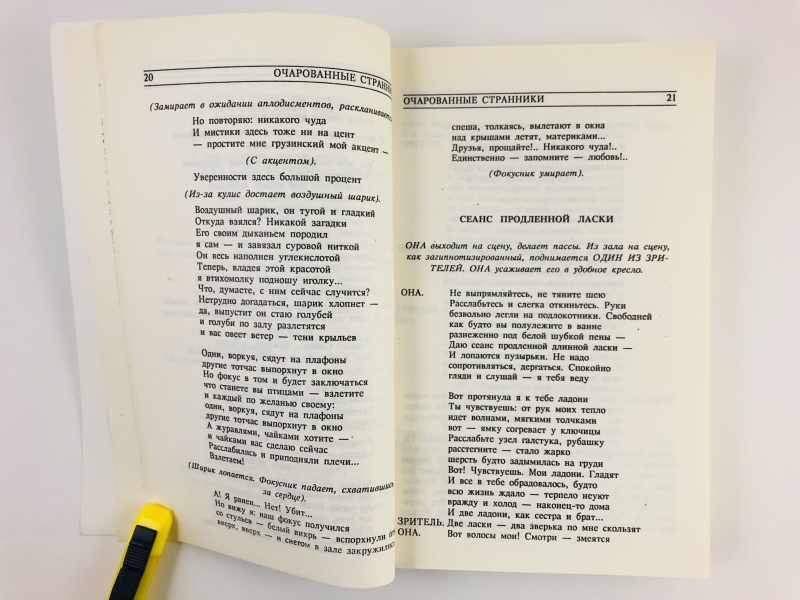 20 ОЧАРОВАННЫЕ СТРАННИ
(Замирает в ожидании аплодисментов, раскланивается
Но повторяю: никакого чуда
И мистики здесь тоже ни на цент
— простите мне грузинский мой акцент —
(С акцентом).
Уверенности здесь большой процент
(Из-за кулис достает воздушный шарик).
Воздушный шарик, он тугой и гладкий
Откуда взялся? Никакой загадки
Его своим дыханьем породил
я сам — и завязал суровой ниткой
Он весь наполнен углекислотой
Теперь, владея этой красотой
я втихомолку подношу иголку...
Что, думаете, с ним сейчас случится?
Нетрудно догадаться, шарик хлопнет —
да, выпустит он стаю голубей
и голуби по залу разлетятся
и вас овеет ветер — тени крыльев
Одни, воркуя, сядут на плафоны
другие тотчас выпорхнут в окно
Но фокус в том и будет заключаться
что станете вы птицами — взлетите
и каждый по желанью своему:
одни, воркуя, сядут на плафоны
другие тотчас выпорхнут в окно
А журавлями, чайками хотите —
и чайками вас сделаю сейчас
Расслабились и приподняли плечи...
Взлетаем!
(Шарик лопается. Фокусник падает, схватившись
за сердце).
А! Я ранен... Нет! Убит...
Но вижу я: наш фокус получился
со стульев — белый вихрь — вспорхнули
вверх, вверх — и снегом в зале закружились
ОЧАРОВАННЫЕ СТРАННИКИ 21
спеша, толкаясь, вылетают в окна
над крышами летят, материками...
Друзья, прощайте!.. Никакого чуда!..
Единственно — запомните — любовь!..
(Фокусник умирает).
СЕАНС ПРОДЛЕННОЙ ЛАСКИ
ОНА выходит на сцену, делает пассы. Из зала на сцену,
как загипнотизированный, поднимается ОДИН ИЗ ЗРИ-
ТЕЛЕЙ. ОНА усаживает его в удобное кресло.
ОНА. Не выпрямляйтесь, не тяните шею
Расслабьтесь и слегка откиньтесь. Руки
безвольно легли на подлокотники. Свободней
как будто вы полулежите в ванне
разнеженно под белой шубкой пены —
Даю сеанс продленной длинной ласки —
И лопаются пузырьки. Не надо
сопротивляться, дергаться. Спокойно
гляди и слушай — я тебя веду
Вот протянула я к тебе ладони
Ты чувствуешь: от рук моих тепло
идет волнами, мягкими толчками
вот — ямку согревает у ключицы
Расслабьте узел галстука, рубашку
расстегните — стало жарко
шерсть будто задымилась на груди
Вот! Чувствуешь. Мои ладони. Гладят
И все в тебе обрадовалось, будто
всю жизнь ждало — терпело неуют
вражду и холод — наконец-то дома
И две ладони, как сестра и брат...
ЗРИТЕЛЬ. Две ласки — два зверька по мне скользят
ОНА. Вот волосы мои! Смотри — змеятся